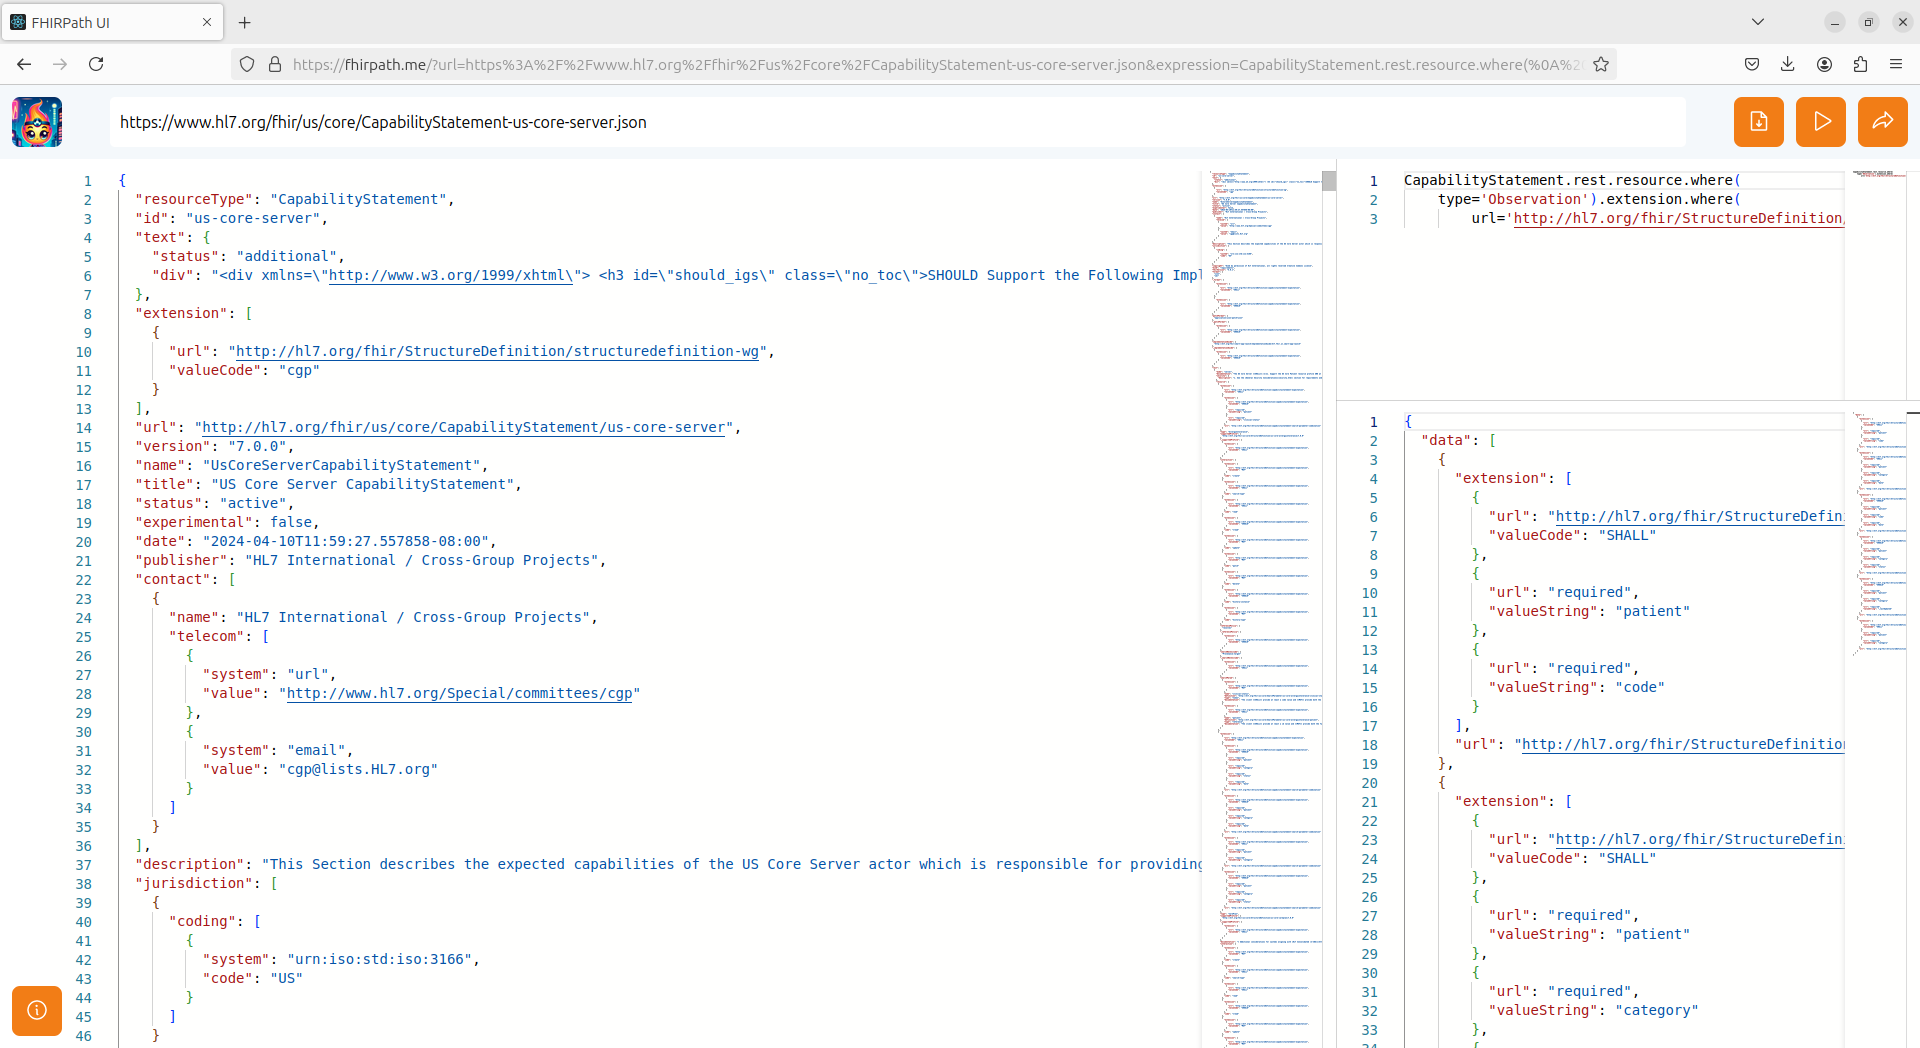 FHIRPath UI
https://fhirpath.me/?url=https%3A%2F%2Fwww.hl7.org%2Ffhir%2Fus%2Fcore%2FCapabilityStatement-us-core-server.json&expression=CapabilityStatement.rest.resource.where(%0A%2
https://www.hl7.org/fhir/us/core/CapabilityStatement-us-core-server.json
1 {
2 "resourceType": "CapabilityStatement",
3 "id": "us-core-server",
4 "text": {
5 "status": "additional",
6 "div": "<div xmlns=\"http://www.w3.org/1999/xhtml\"> <h3 id=\"should_igs\" class=\"no_toc\">SHOULD Support the Following Impl
7 },
8 "extension": [
9 {
10 "url": "http://hl7.org/fhir/StructureDefinition/structuredefinition-wg",
11 "valueCode": "cgp"
12 }
13 ],
14 "url": "http://hl7.org/fhir/us/core/CapabilityStatement/us-core-server",
15 "version": "7.0.0",
16 "name": "UsCoreServerCapabilityStatement",
17 "title": "US Core Server CapabilityStatement",
18 "status": "active",
19 "experimental": false,
20 "date": "2024-04-10T11:59:27.557858-08:00",
21 "publisher": "HL7 International / Cross-Group Projects",
22 "contact": [
23 {
24 "name": "HL7 International / Cross-Group Projects",
25 "telecom": [
26 {
27 "system": "url",
28 "value": "http://www.hl7.org/Special/committees/cgp"
29 },
30 {
31 "system": "email",
32 "value": "cgp@lists.HL7.org"
33 }
34 ]
35 }
36 ],
37 "description": "This Section describes the expected capabilities of the US Core Server actor which is responsible for providing
38 "jurisdiction": [
39 {
40 "coding": [
41 {
42 "system": "urn:iso:std:iso:3166",
43 "code": "US"
44 }
45 ]
46 }
1 CapabilityStatement.rest.resource.where(
2 type='Observation').extension.where(
3 url='http://hl7.org/fhir/StructureDefinition/
1 {
2 "data": [
3 {
4 "extension": [
5 {
6 "url": "http://hl7.org/fhir/StructureDefin
7 "valueCode": "SHALL"
8 },
9 {
10 "url": "required",
11 "valueString": "patient"
12 },
13 {
14 "url": "required",
15 "valueString": "code"
16 }
17 ],
18 "url": "http://hl7.org/fhir/StructureDefinition
19 },
20 {
21 "extension": [
22 {
23 "url": "http://hl7.org/fhir/StructureDefin
24 "valueCode": "SHALL"
25 },
26 {
27 "url": "required",
28 "valueString": "patient"
29 },
30 {
31 "url": "required",
32 "valueString": "category"
33 },